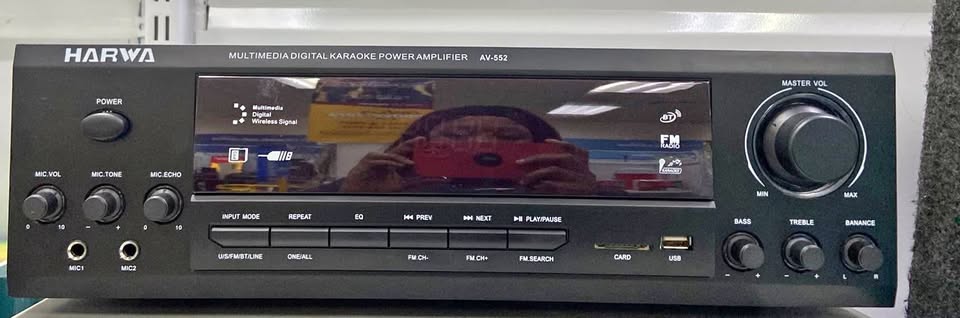 HARWA
MULTIMEDIA DIGITAL KARAOKE POWER AMPLIFIER AV-552
POWER
Multimedia
Digital
Wireless Signal
BT
FM
RADIO
KARAOKE
MASTER VOL
MIN MAX
MIC.VOL MIC.TONE MIC.ECHO
0 10 - + 0 10
MIC1 MIC2
INPUT MODE REPEAT EQ PREV NEXT PLAY/PAUSE
U/S/FM/BT/LINE ONE/ALL FM.CH- FM.CH+ FM.SEARCH
CARD USB
BASS TREBLE BANANCE
- + - + L R